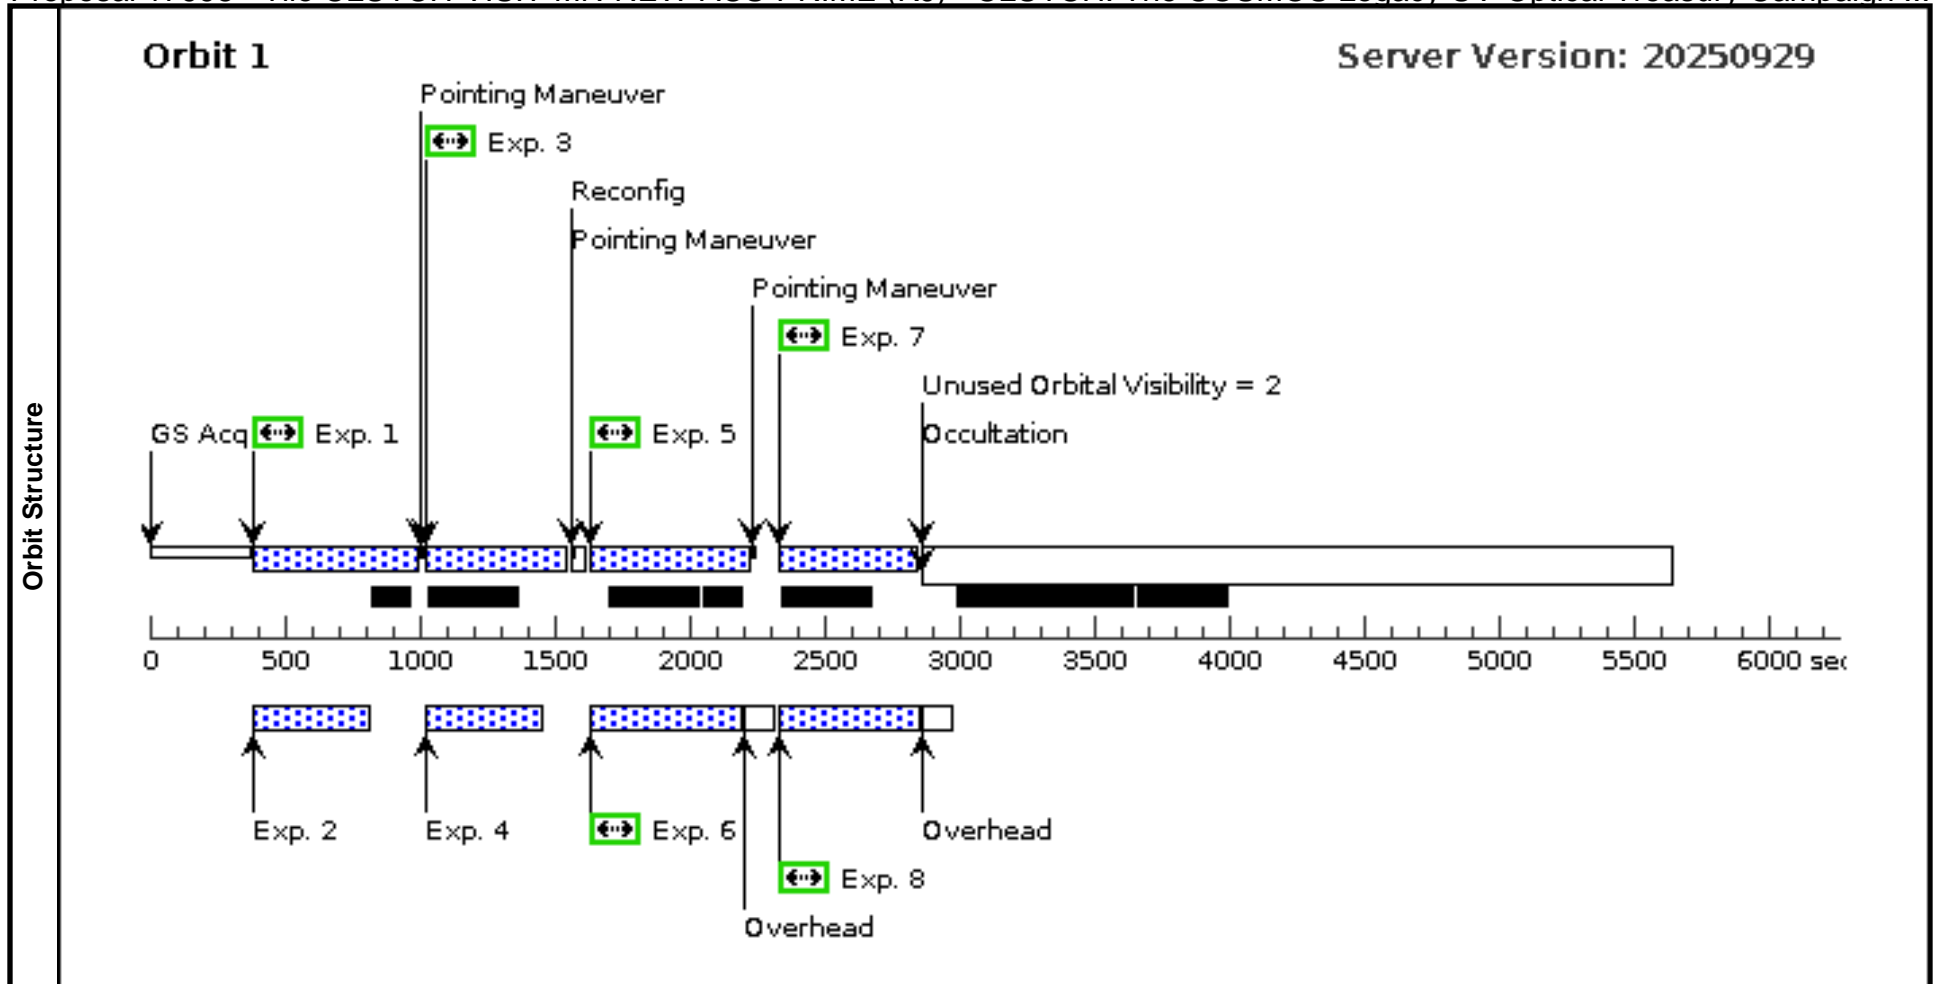 Orbit 1
Server Version: 20250929
Pointing Maneuver
Exp. 3
Reconfig
Pointing Maneuver
Pointing Maneuver
Exp. 7
Unused Orbital Visibility = 2
GS Acq Exp. 1 Exp. 5 Occultation
Orbit Structure
0 500 1000 1500 2000 2500 3000 3500 4000 4500 5000 5500 6000
Exp. 2 Exp. 4 Exp. 6 Overhead
Exp. 8
Overhead